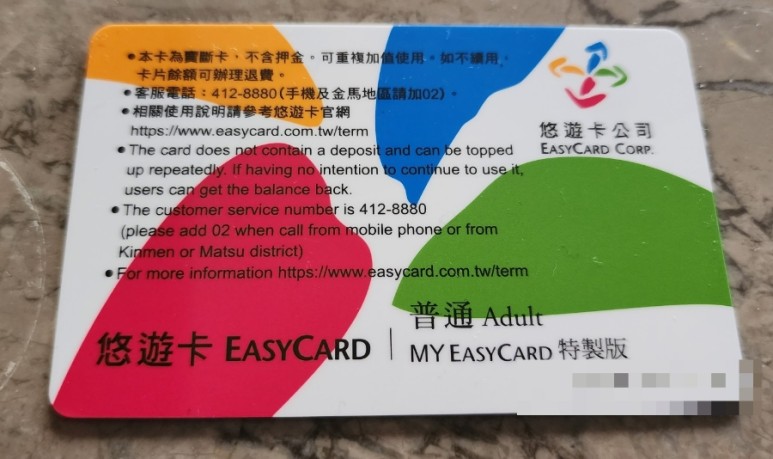 •本卡為賣斷卡，不含押金。可重複加值使用。如不續用，
卡片餘額可辦理退費。
•客服電話：412-8880(手機及金馬地區請加02)。
•相關使用說明請參考悠遊卡官網
https://www.easycard.com.tw/term
•The card does not contain a deposit and can be topped
up repeatedly. If having no intention to continue to use it,
users can get the balance back.
•The customer service number is 412-8880
(please add 02 when call from mobile phone or from
Kinmen or Matsu district)
•For more information https://www.easycard.com.tw/term
悠遊卡公司
EASYCARD CORP.
悠遊卡 EASYCARD
普通 Adult
MY EASYCARD 特製版